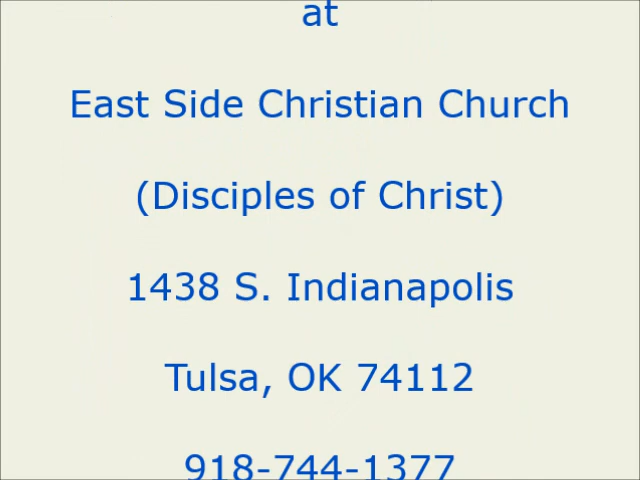 at
East Side Christian Church
(Disciples of Christ)
1438 S. Indianapolis
Tulsa, OK 74112
918-744-1377